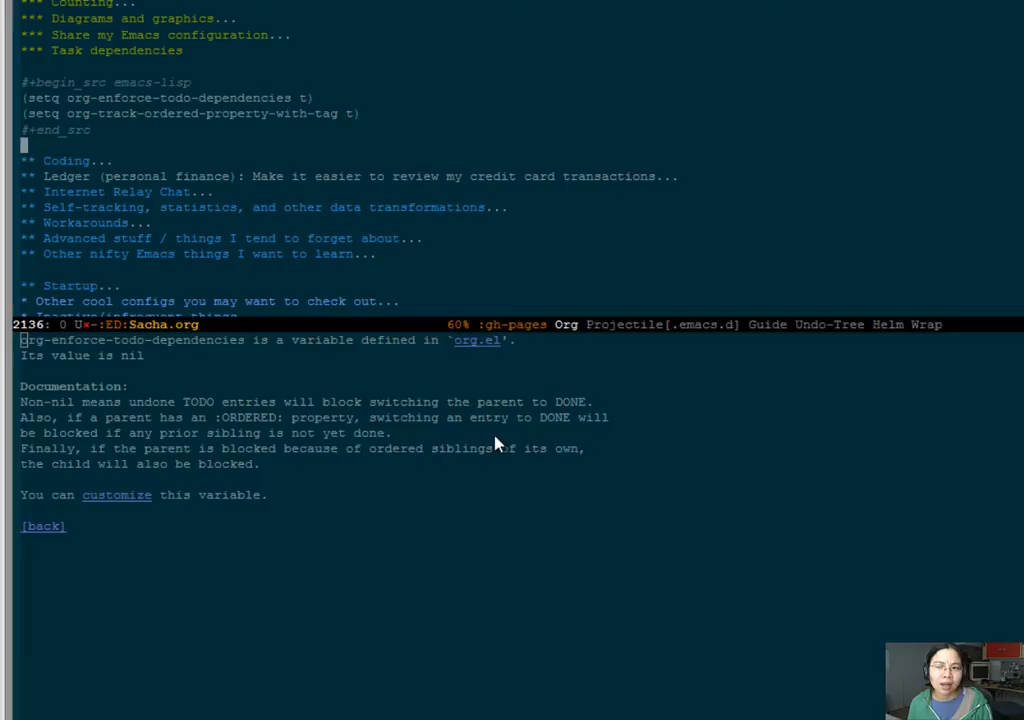 *** Counting...
*** Diagrams and graphics...
*** Share my Emacs configuration...
*** Task dependencies
#+begin_src emacs-lisp
(setq org-enforce-todo-dependencies t)
(setq org-track-ordered-property-with-tag t)
#+end_src
** Coding...
** Ledger (personal finance): Make it easier to review my credit card transactions...
** Internet Relay Chat...
** Self-tracking, statistics, and other data transformations...
** Workarounds...
** Advanced stuff / things I tend to forget about...
** Other nifty Emacs things I want to learn...
** Startup...
* Other cool configs you may want to check out...
* Inactive/infrequent things
2136: 0 U*-:ED:Sacha.org 60% :gh-pages Org Projectile[.emacs.d] Guide Undo-Tree Helm Wrap
org-enforce-todo-dependencies is a variable defined in `org.el'.
Its value is nil
Documentation:
Non-nil means undone TODO entries will block switching the parent to DONE.
Also, if a parent has an :ORDERED: property, switching an entry to DONE will
be blocked if any prior sibling is not yet done.
Finally, if the parent is blocked because of ordered siblings of its own,
the child will also be blocked.
You can customize this variable.
[back]